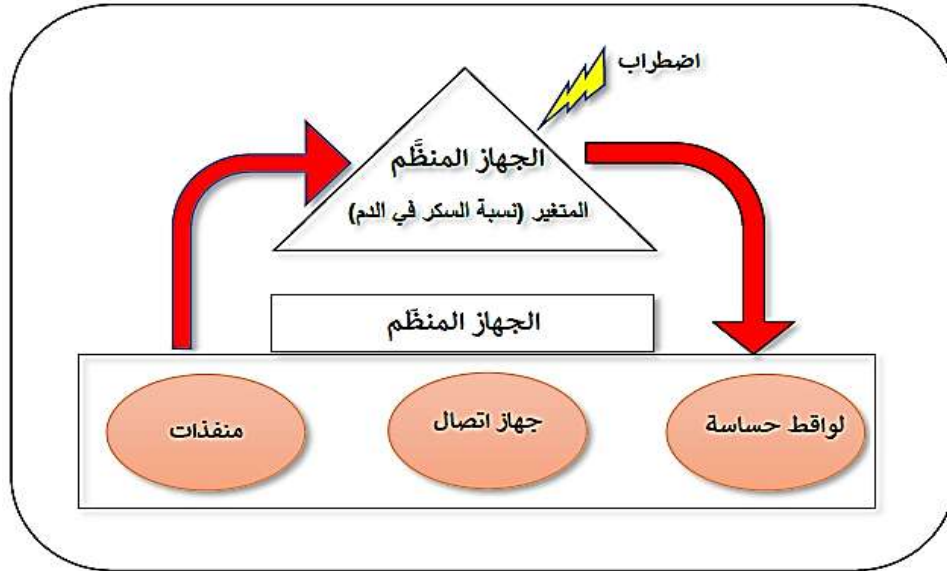 اضطراب
الجهاز المنظَّم
المتغير (نسبة السكر في الدم)
الجهاز المنظّم
لواقط حساسة
جهاز اتصال
منفذات